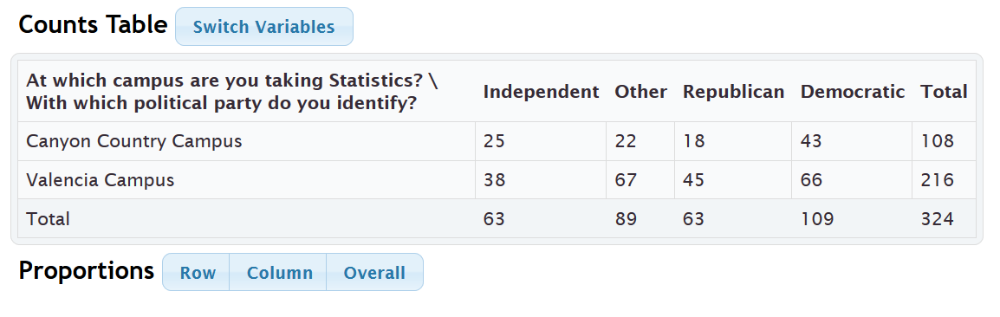 Counts Table Switch Variables
At which campus are you taking Statistics? \
With which political party do you identify? Independent Other Republican Democratic Total
Canyon Country Campus 25 22 18 43 108
Valencia Campus 38 67 45 66 216
Total 63 89 63 109 324
Proportions Row Column Overall